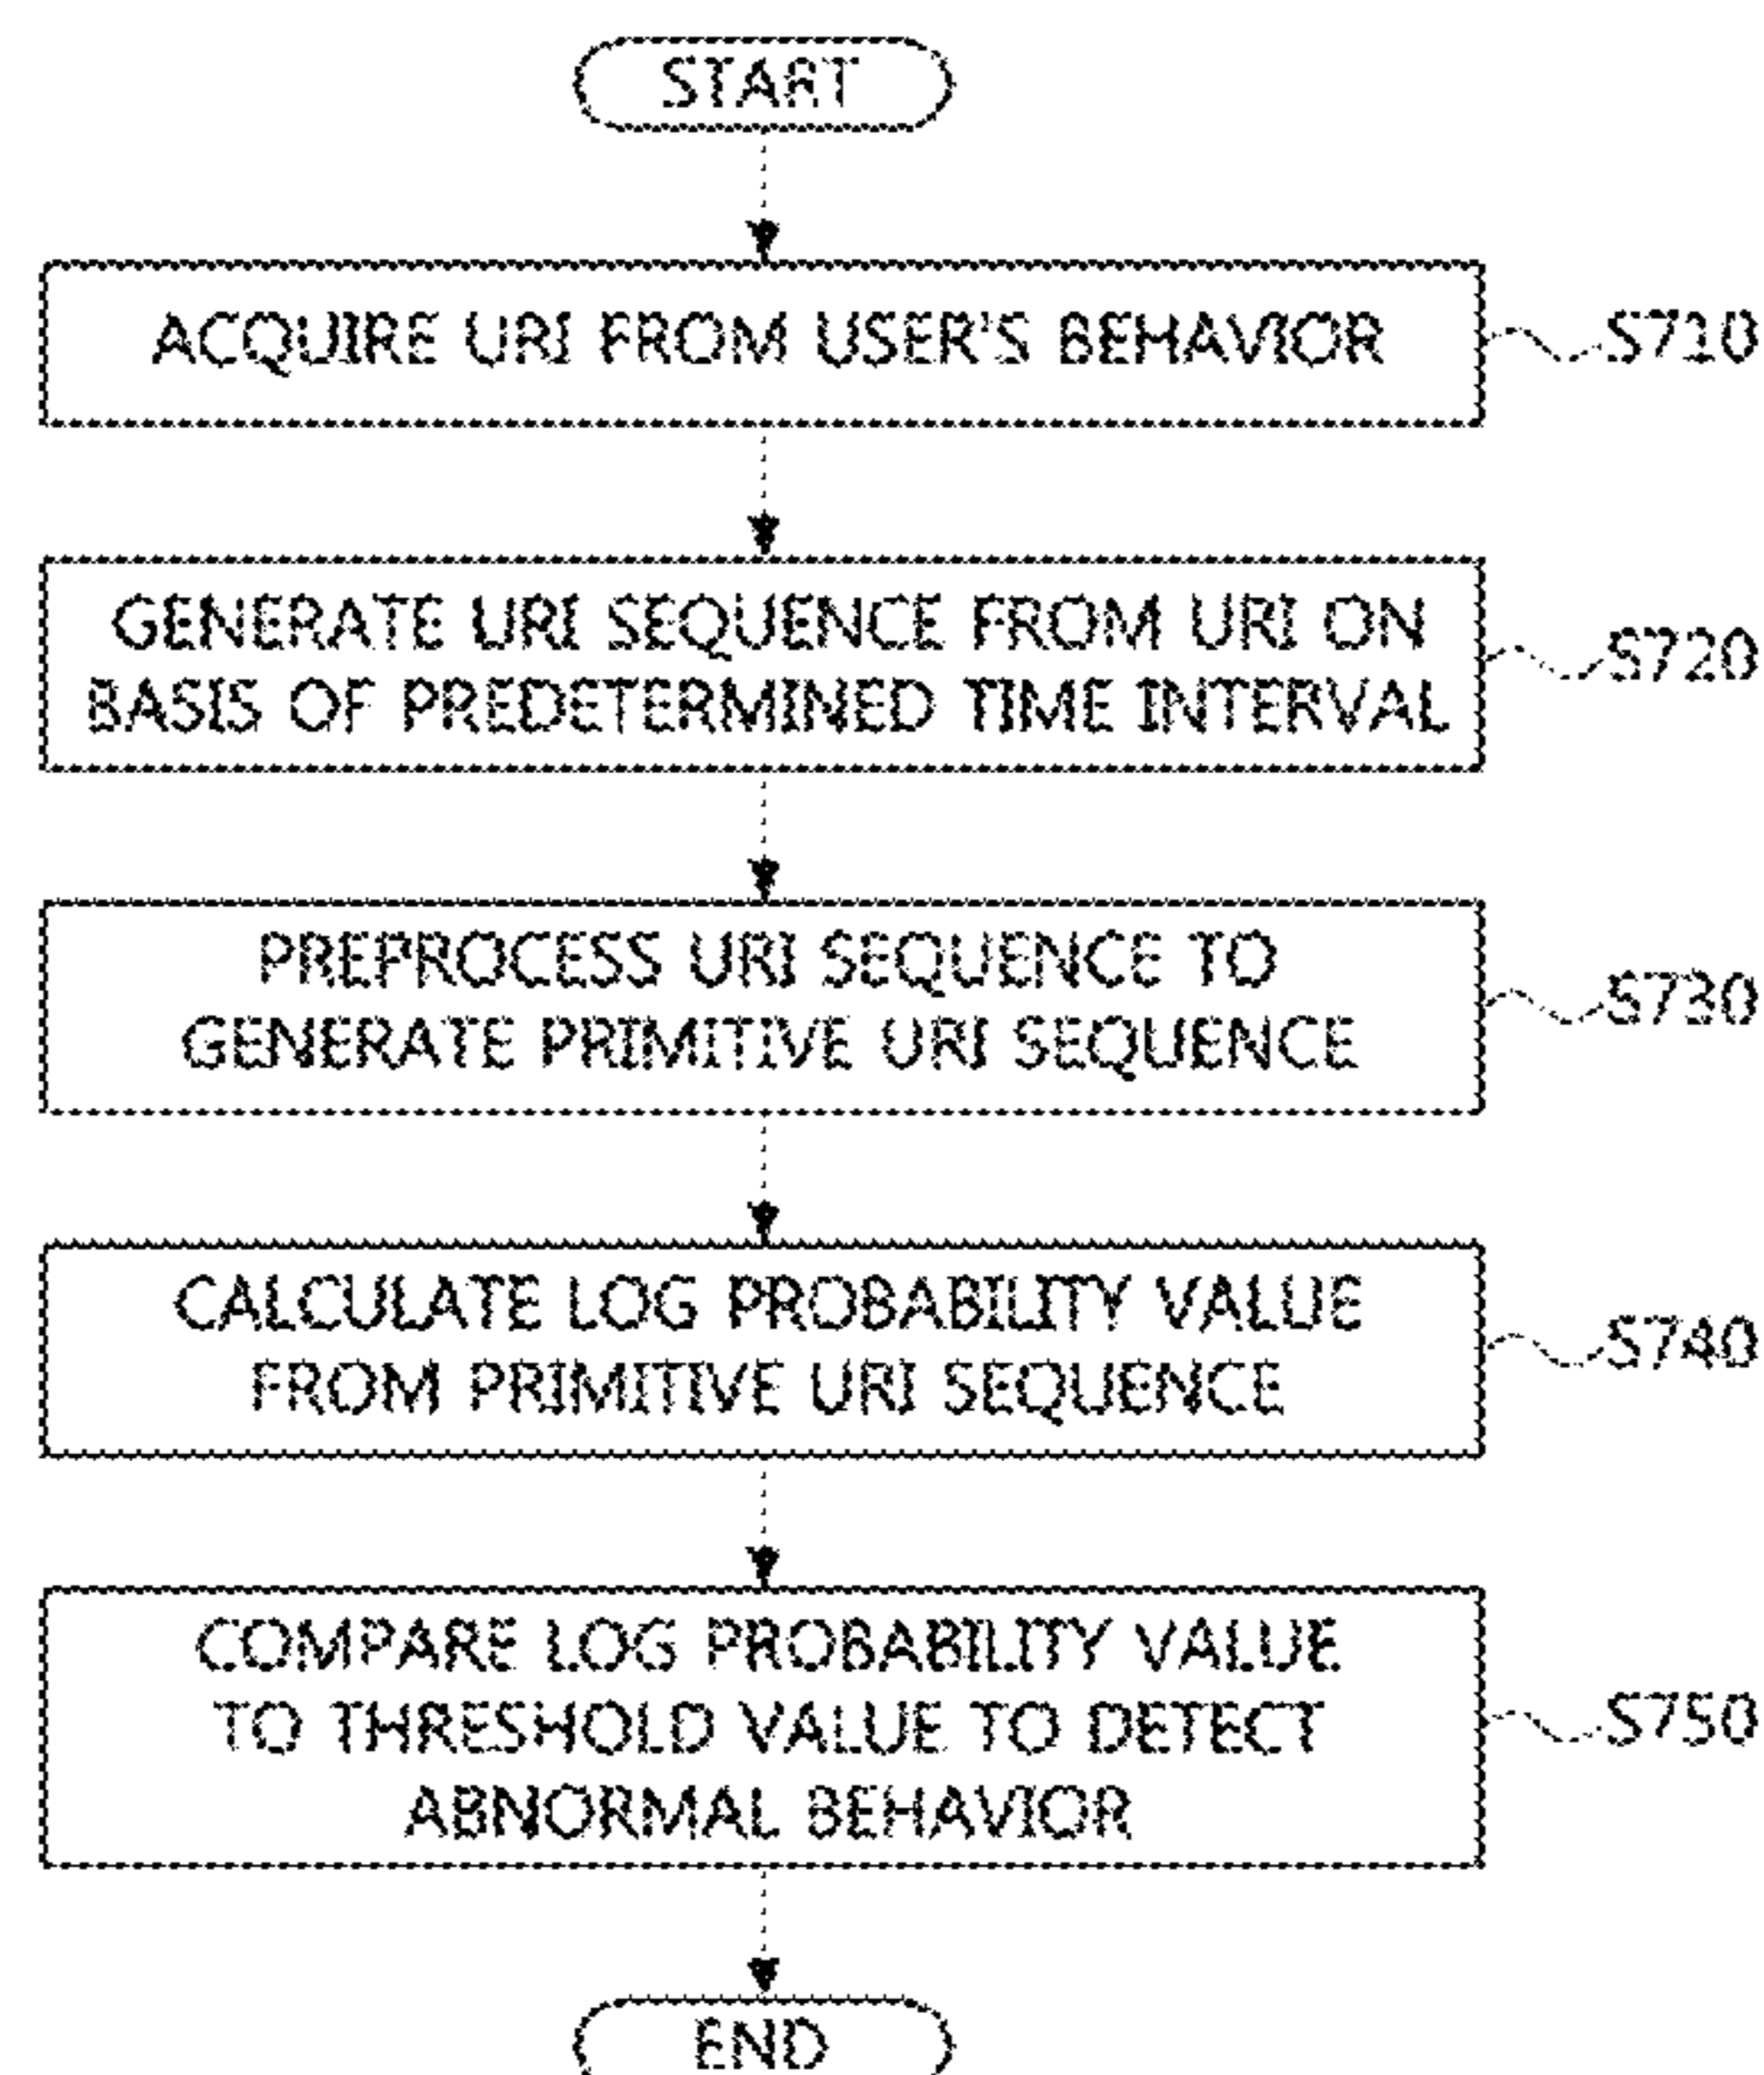 START
ACQUIRE URI FROM USER'S BEHAVIOR
S710
GENERATE URI SEQUENCE FROM URI ON
BASIS OF PREDETERMINED TIME INTERVAL
S720
PREPROCESS URI SEQUENCE TO
GENERATE PRIMITIVE URI SEQUENCE
S730
CALCULATE LOG PROBABILITY VALUE
FROM PRIMITIVE URI SEQUENCE
S740
COMPARE LOG PROBABILITY VALUE
TO THRESHOLD VALUE TO DETECT
ABNORMAL BEHAVIOR
S750
END